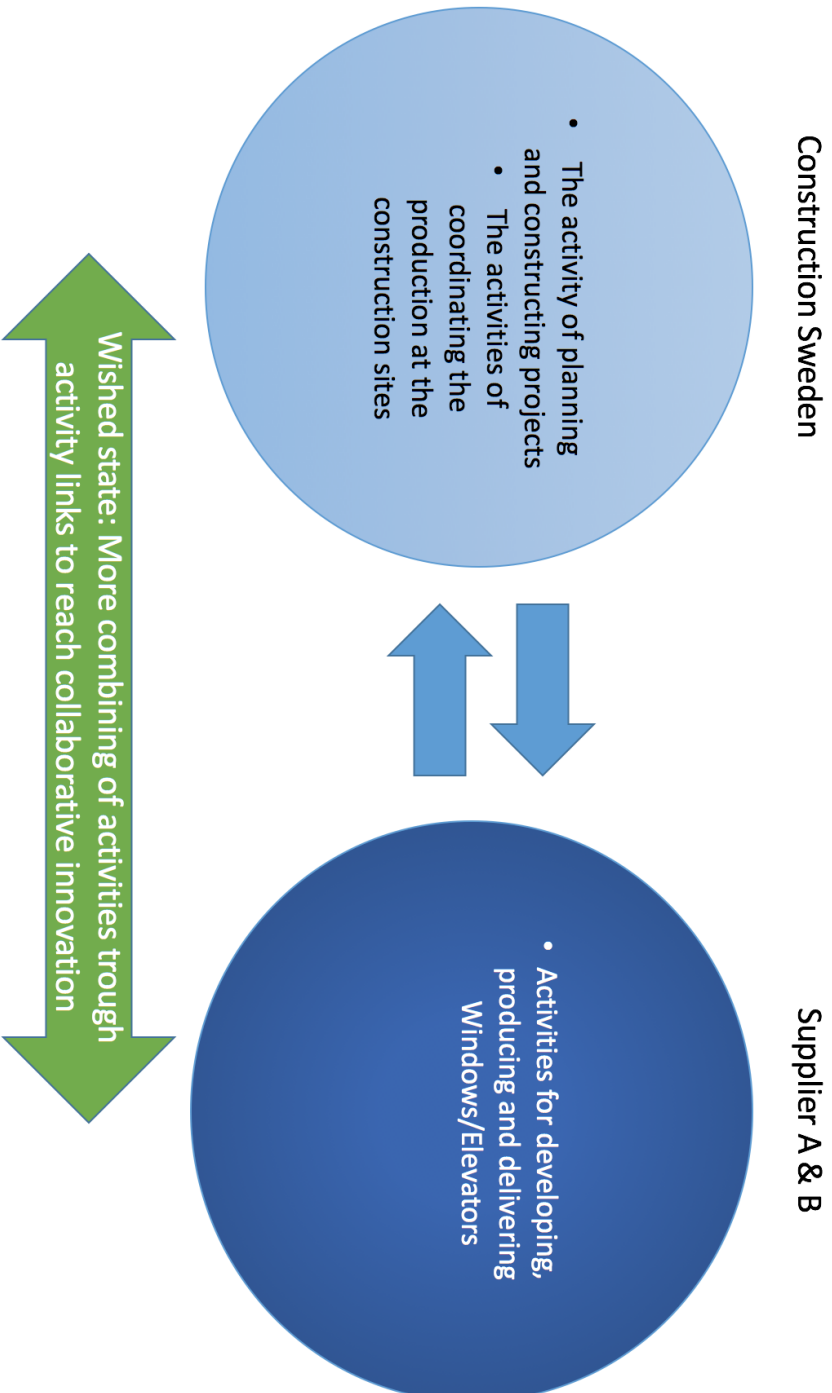 Construction Sweden
Supplier A & B
• The activity of planning
and constructing projects
• The activities of
coordinating the
production at the
construction sites
• Activities for developing,
producing and delivering
Windows/Elevators
Wished state: More combining of activities trough
activity links to reach collaborative innovation